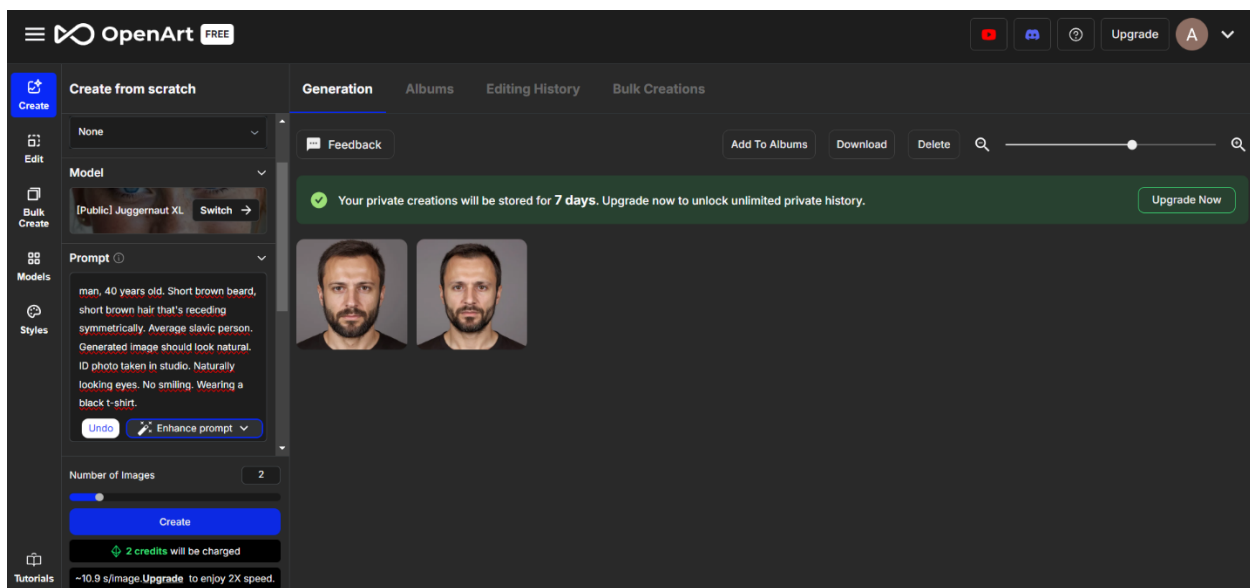 OpenArt FREE
Upgrade
A
Create
Edit
Bulk
Create
Models
Styles
Tutorials
Create from scratch
None
Model
[Public] Juggernaut XL Switch →
Prompt
man, 40 years old. Short brown beard,
short brown hair that's receding
symmetrically. Average slavic person.
Generated image should look natural.
ID photo taken in studio. Naturally
looking eyes. No smiling. Wearing a
black t-shirt.
Undo Enhance prompt
Number of Images 2
Create
2 credits will be charged
~10.9 s/image.Upgrade to enjoy 2X speed.
Generation Albums Editing History Bulk Creations
Feedback Add To Albums Download Delete
Your private creations will be stored for 7 days. Upgrade now to unlock unlimited private history. Upgrade Now